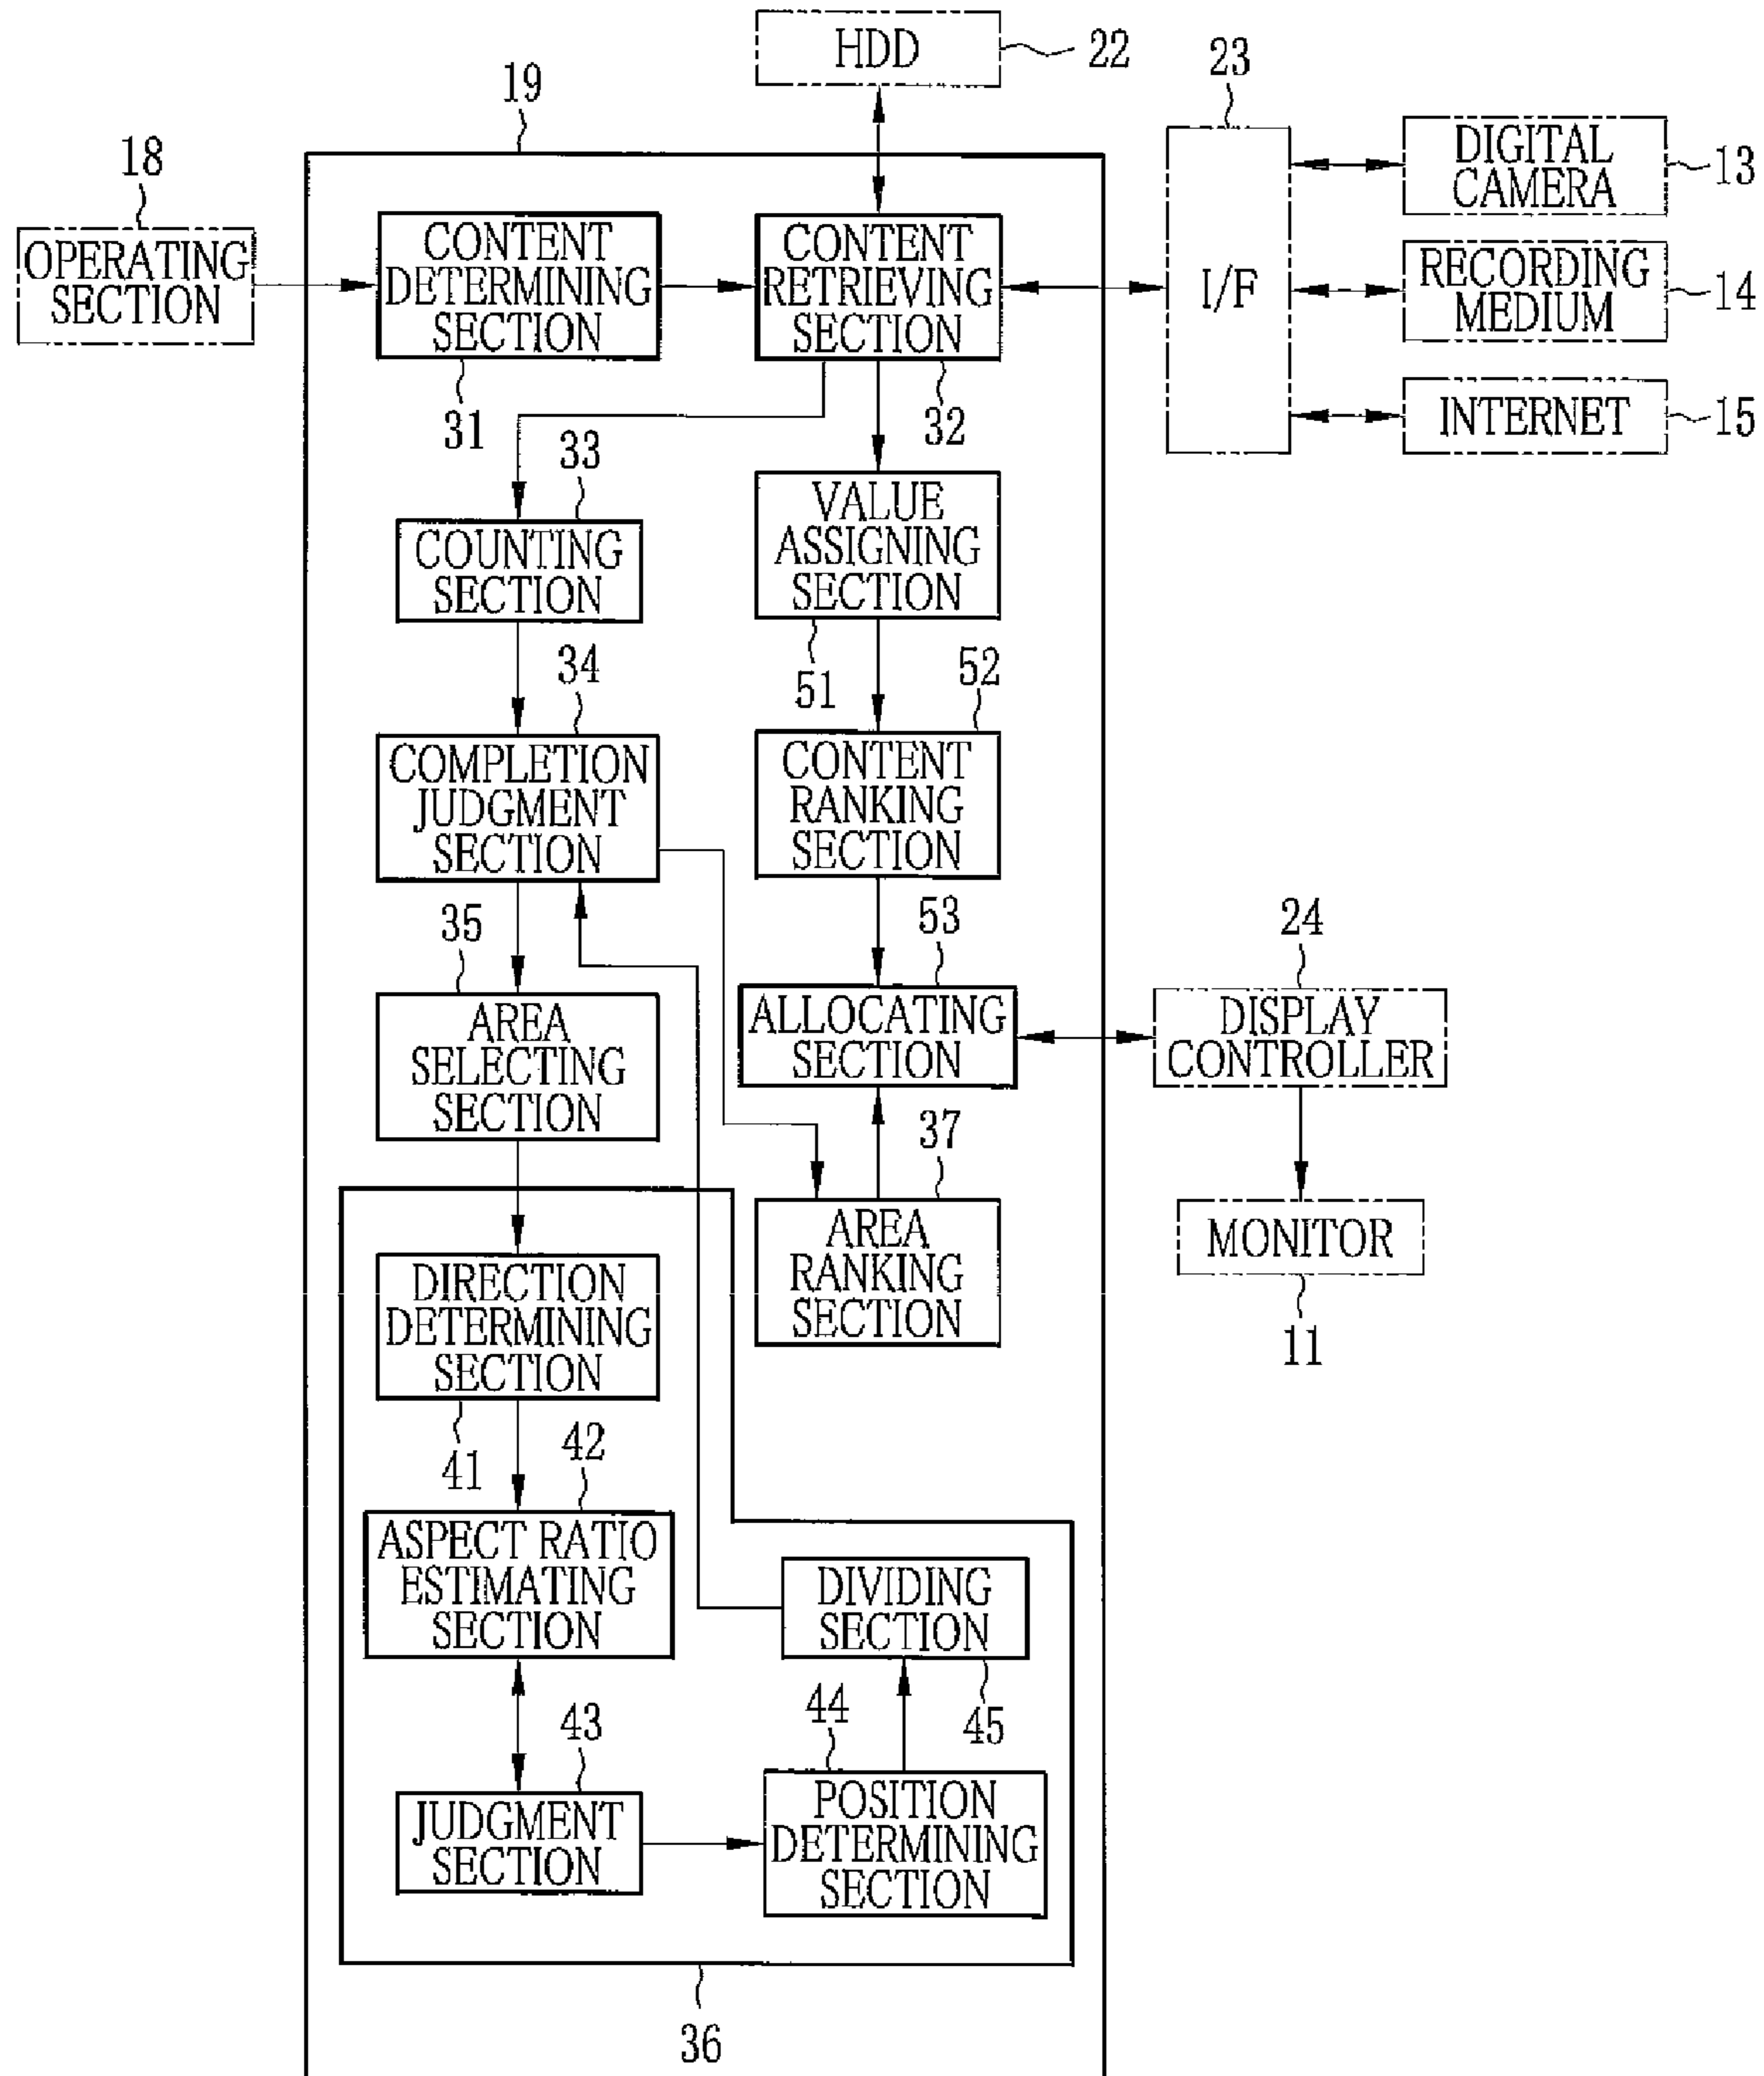 HDD
22
23
19
18
DIGITAL
CAMERA
13
OPERATING
SECTION
CONTENT
DETERMINING
SECTION
31
CONTENT
RETRIEVING
SECTION
32
I/F
RECORDING
MEDIUM
14
INTERNET
15
33
COUNTING
SECTION
VALUE
ASSIGNING
SECTION
51
34
COMPLETION
JUDGMENT
SECTION
52
CONTENT
RANKING
SECTION
35
AREA
SELECTING
SECTION
53
ALLOCATING
SECTION
24
DISPLAY
CONTROLLER
37
AREA
RANKING
SECTION
MONITOR
11
DIRECTION
DETERMINING
SECTION
41
42
ASPECT RATIO
ESTIMATING
SECTION
DIVIDING
SECTION
45
43
JUDGMENT
SECTION
44
POSITION
DETERMINING
SECTION
36